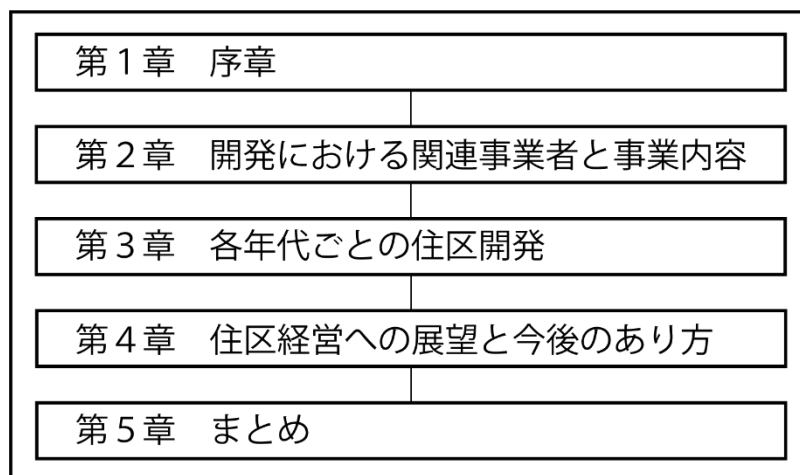 第1章　序章
第2章　開発における関連事業者と事業内容
第3章　各年代ごとの住区開発
第4章　住区経営への展望と今後のあり方
第5章　まとめ